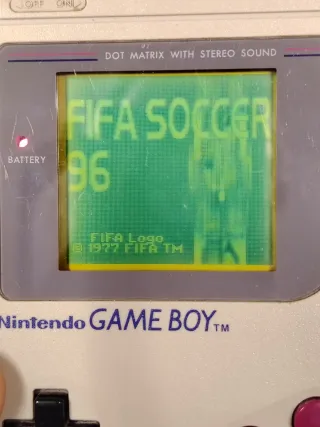 OFF ON
DOT MATRIX WITH STEREO SOUND
BATTERY
FIFA SOCCER
96
FIFA Logo
© 1977 FIFA TM
Nintendo GAME BOY TM